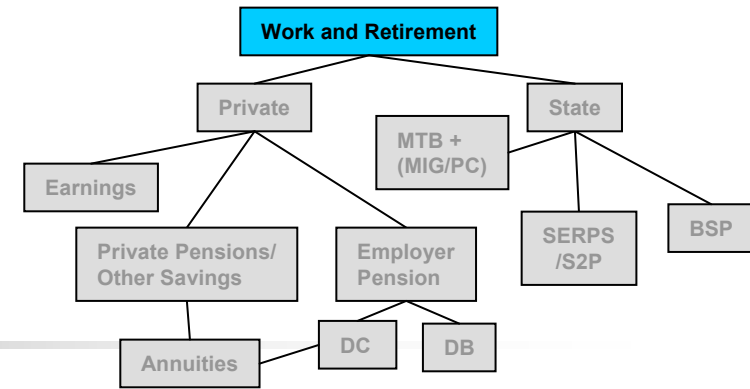 Work and Retirement
Private
State
MTB +
(MIG/PC)
Earnings
Private Pensions/
Other Savings
Employer
Pension
SERPS
/S2P
BSP
Annuities
DC
DB